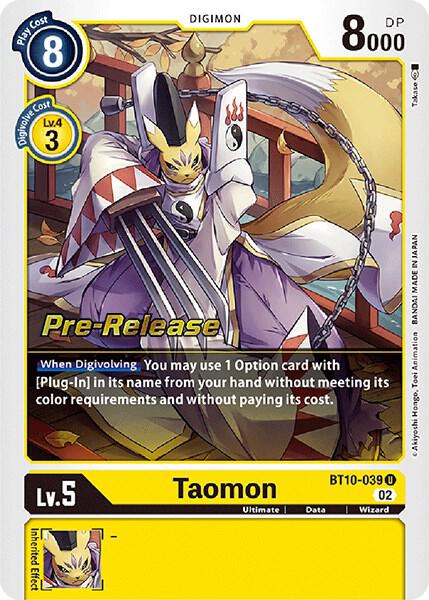 Play Cost
8
DIGIMON
DP
8000
Digivolve Cost
Lv.4
3
Takase
Pre-Release
When Digivolving You may use 1 Option card with
[Plug-In] in its name from your hand without meeting its
color requirements and without paying its cost.
© Akiyoshi Hongo, Toei Animation BANDAI MADE IN JAPAN
Lv.5
Taomon
BT10-039 U
02
Ultimate | Data | Wizard
Inherited Effect
-